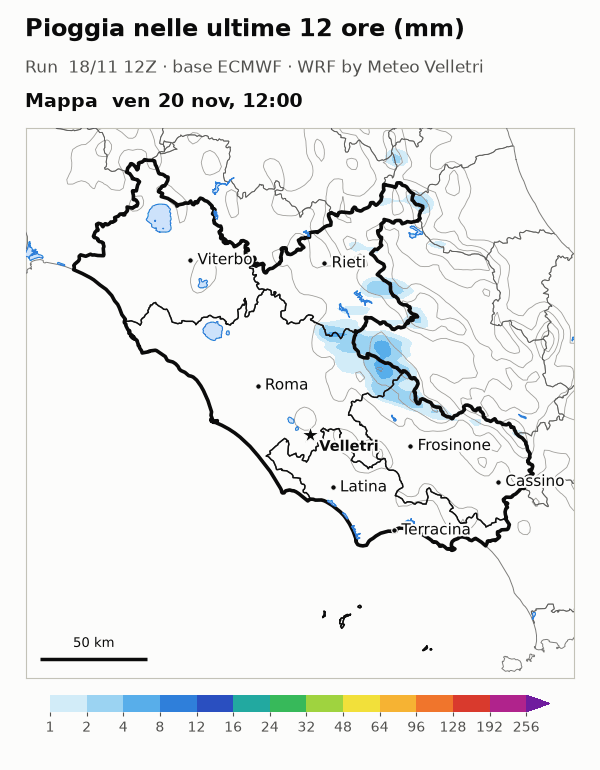 Pioggia nelle ultime 12 ore (mm)
Run  18/11 12Z · base ECMWF · WRF by Meteo Velletri
Mappa  ven 20 nov, 12:00
Viterbo
Rieti
Roma
Velletri
Frosinone
Latina
Cassino
Terracina
50 km
1 2 4 8 12 16 24 32 48 64 96 128 192 256